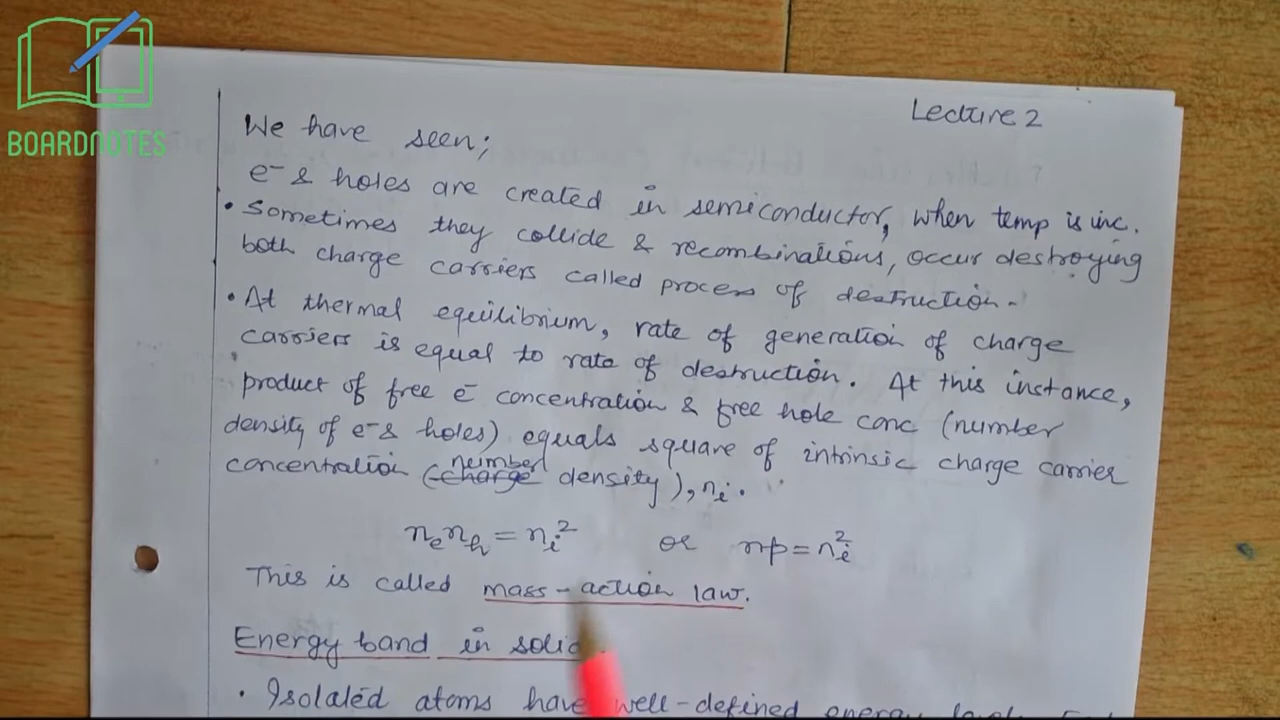 BOARDNOTES
Lecture 2
We have seen;
e⁻ & holes are created in semiconductor, when temp is inc.
• Sometimes they collide & recombinations, occur destroying
both charge carriers called process of destruction.
• At thermal equilibrium, rate of generation of charge
carriers is equal to rate of destruction. At this instance,
product of free e⁻ concentration & free hole conc (number
density of e⁻ & holes) equals square of intrinsic charge carrier
concentration (~~charge~~ number density), nᵢ.
nₑnₕ = nᵢ² or np = nᵢ²
This is called mass-action law.
Energy band in solid
• Isolated atoms have well-defined energy